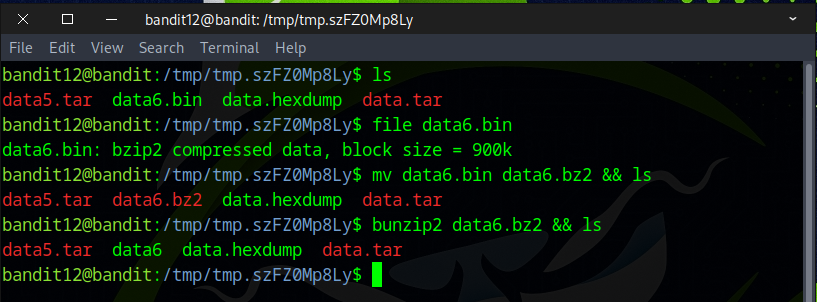 bandit12@bandit: /tmp/tmp.szFZ0Mp8Ly
File Edit View Search Terminal Help
bandit12@bandit:/tmp/tmp.szFZ0Mp8Ly$ ls
data5.tar data6.bin data.hexdump data.tar
bandit12@bandit:/tmp/tmp.szFZ0Mp8Ly$ file data6.bin
data6.bin: bzip2 compressed data, block size = 900k
bandit12@bandit:/tmp/tmp.szFZ0Mp8Ly$ mv data6.bin data6.bz2 && ls
data5.tar data6.bz2 data.hexdump data.tar
bandit12@bandit:/tmp/tmp.szFZ0Mp8Ly$ bunzip2 data6.bz2 && ls
data5.tar data6 data.hexdump data.tar
bandit12@bandit:/tmp/tmp.szFZ0Mp8Ly$